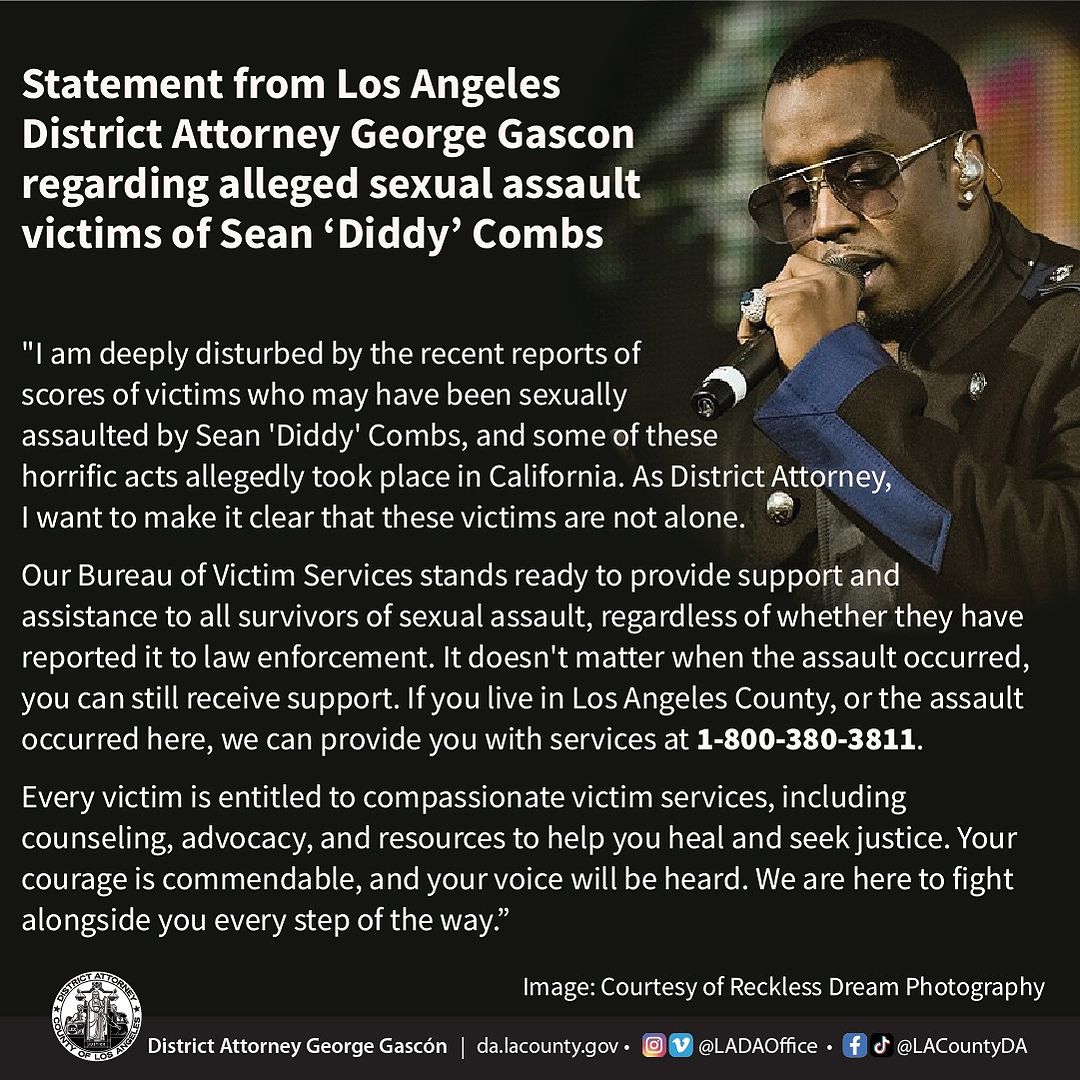 Statement from Los Angeles
District Attorney George Gascon
regarding alleged sexual assault
victims of Sean ‘Diddy’ Combs
"I am deeply disturbed by the recent reports of
scores of victims who may have been sexually
assaulted by Sean 'Diddy' Combs, and some of these
horrific acts allegedly took place in California. As District Attorney,
I want to make it clear that these victims are not alone.
Our Bureau of Victim Services stands ready to provide support and
assistance to all survivors of sexual assault, regardless of whether they have
reported it to law enforcement. It doesn't matter when the assault occurred,
you can still receive support. If you live in Los Angeles County, or the assault
occurred here, we can provide you with services at 1-800-380-3811.
Every victim is entitled to compassionate victim services, including
counseling, advocacy, and resources to help you heal and seek justice. Your
courage is commendable, and your voice will be heard. We are here to fight
alongside you every step of the way.”
Image: Courtesy of Reckless Dream Photography
DISTRICT ATTORNEY
COUNTY OF LOS ANGELES
JUSTICE
District Attorney George Gascón | da.lacounty.gov • @LADAOffice • @LACountyDA